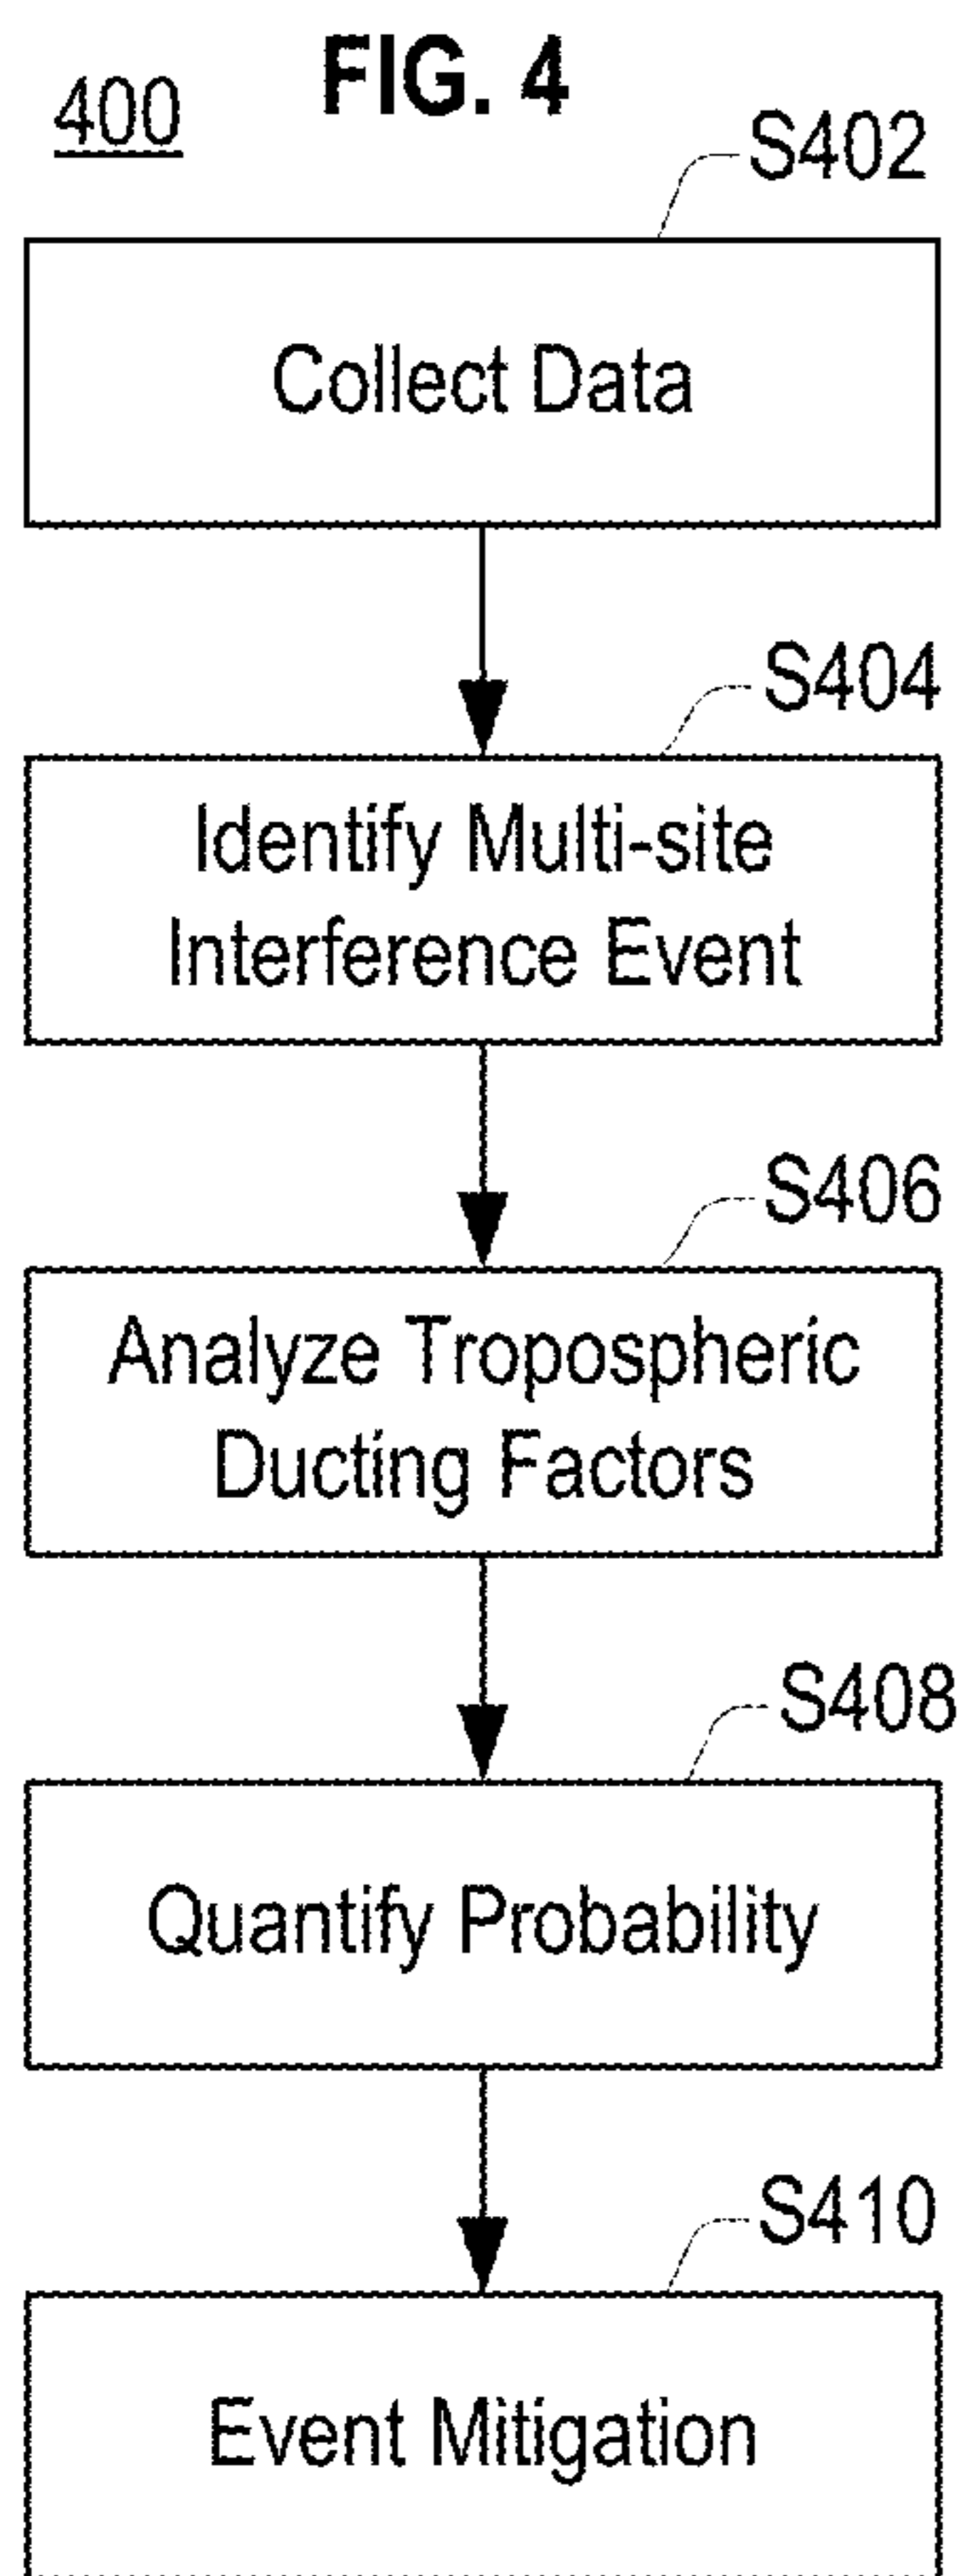 FIG. 4
400
S402
Collect Data
S404
Identify Multi-site
Interference Event
S406
Analyze Tropospheric
Ducting Factors
S408
Quantify Probability
S410
Event Mitigation